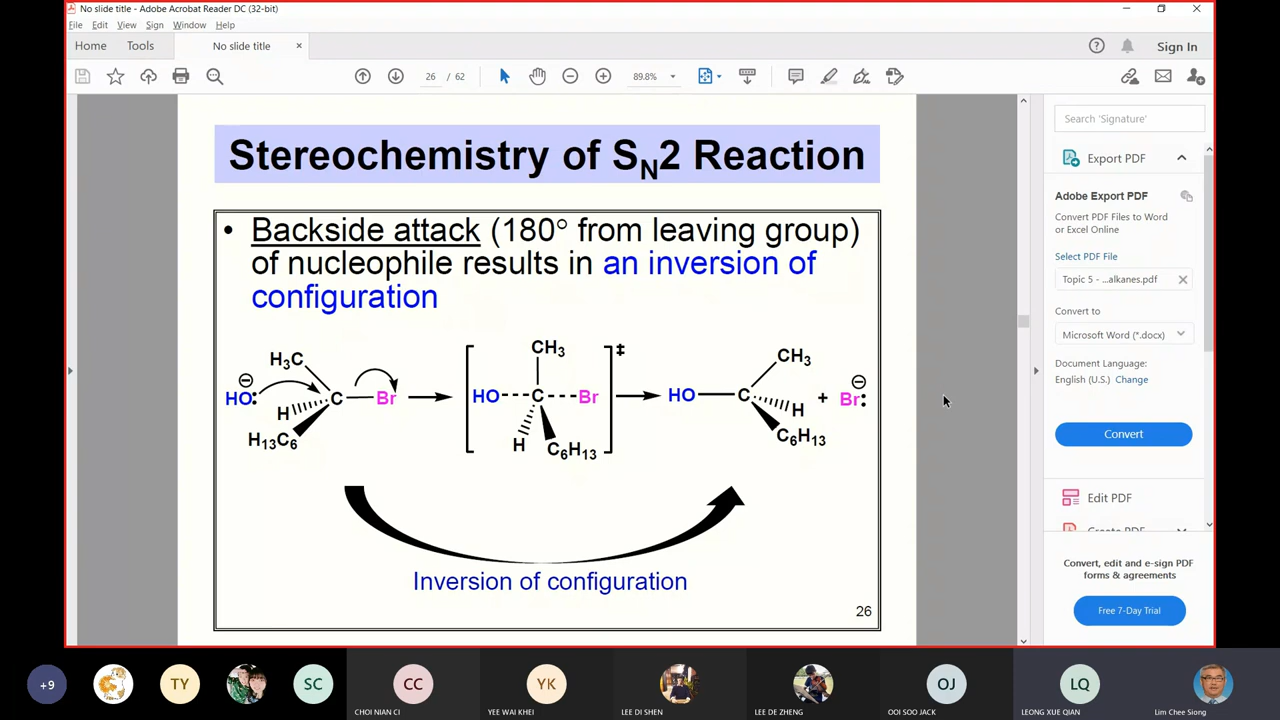 No slide title - Adobe Acrobat Reader DC (32-bit)
File Edit View Sign Window Help
Home Tools No slide title × Sign In
26 / 62 89.8%
Stereochemistry of SN2 Reaction
• Backside attack (180° from leaving group)
of nucleophile results in an inversion of
configuration
H3C
HO: C Br
H
H13C6
CH3 ‡
HO C Br
H C6H13
CH3
HO C H + Br:
C6H13
Inversion of configuration
26
Search 'Signature'
Export PDF
Adobe Export PDF
Convert PDF Files to Word
or Excel Online
Select PDF File
Topic 5 - ...alkanes.pdf
Convert to
Microsoft Word (*.docx)
Document Language:
English (U.S.) Change
Convert
Edit PDF
Create PDF
Convert, edit and e-sign PDF
forms & agreements
Free 7-Day Trial
+9 TY SC CC YK OJ LQ
CHOI NIAN CI YEE WAI KHEI LEE DI SHEN LEE DE ZHENG OOI SOO JACK LEONG XUE QIAN Lim Chee Siong